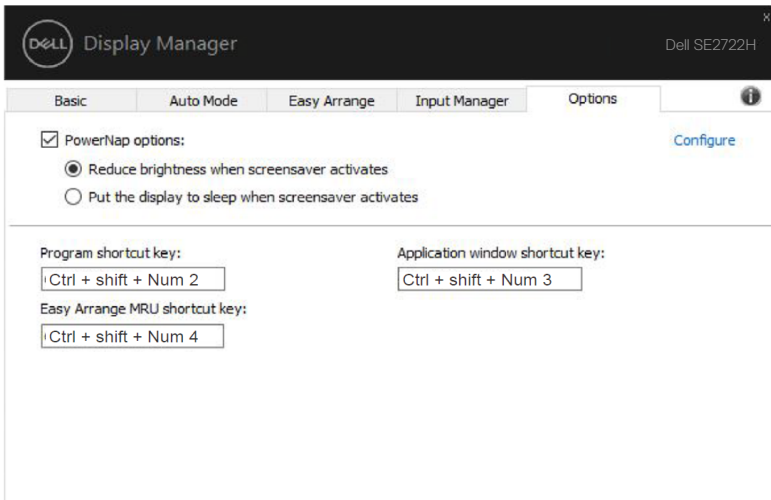 x
DELL Display Manager Dell SE2722H
Basic Auto Mode Easy Arrange Input Manager Options
PowerNap options: Configure
Reduce brightness when screensaver activates
Put the display to sleep when screensaver activates
Program shortcut key: Application window shortcut key:
Ctrl + shift + Num 2 Ctrl + shift + Num 3
Easy Arrange MRU shortcut key:
Ctrl + shift + Num 4